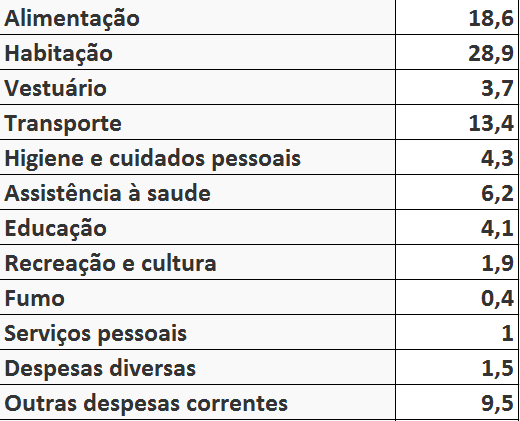 Alimentação 18,6
Habitação 28,9
Vestuário 3,7
Transporte 13,4
Higiene e cuidados pessoais 4,3
Assistência à saude 6,2
Educação 4,1
Recreação e cultura 1,9
Fumo 0,4
Serviços pessoais 1
Despesas diversas 1,5
Outras despesas correntes 9,5